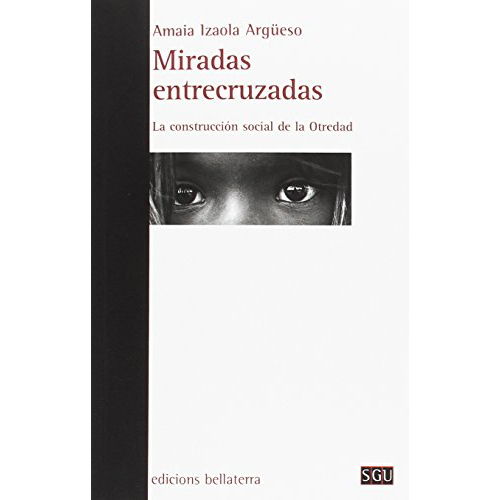 Amaia Izaola Argüeso
Miradas
entrecruzadas
La construcción social de la Otredad
edicions bellaterra
SGU